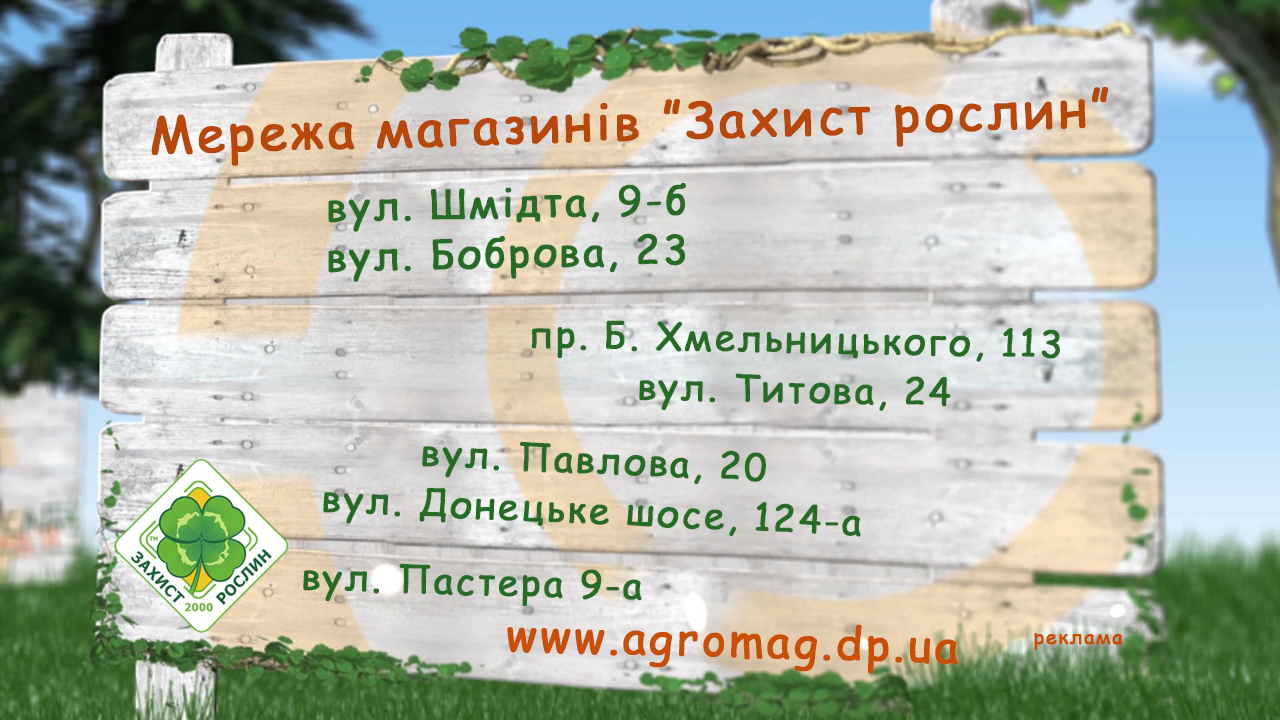 Мережа магазинів "Захист рослин"
вул. Шмідта, 9-б
вул. Боброва, 23
пр. Б. Хмельницького, 113
вул. Титова, 24
вул. Павлова, 20
вул. Донецьке шосе, 124-а
вул. Пастера 9-а
www.agromag.dp.ua
реклама
TM
ЗАХИСТ
2000
РОСЛИН